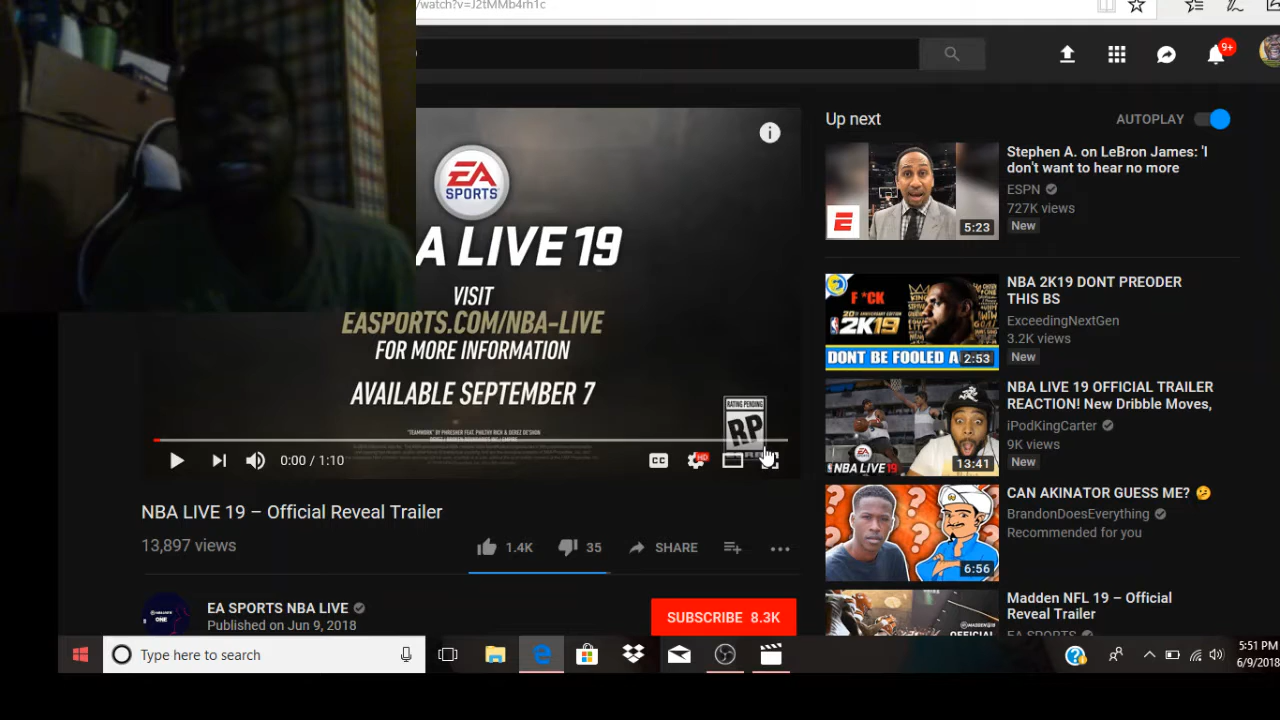 /watch?v=J2tMMb4rh1c
9+
EA
SPORTS
A LIVE 19
VISIT
EASPORTS.COM/NBA-LIVE
FOR MORE INFORMATION
AVAILABLE SEPTEMBER 7
RATING PENDING
RP
0:00 / 1:10
CC
HD
NBA LIVE 19 – Official Reveal Trailer
13,897 views
1.4K
35
SHARE
EA SPORTS NBA LIVE
Published on Jun 9, 2018
SUBSCRIBE 8.3K
Up next
AUTOPLAY
Stephen A. on LeBron James: 'I
don't want to hear no more
ESPN
727K views
New
5:23
NBA 2K19 DONT PREODER
THIS BS
ExceedingNextGen
3.2K views
New
F *CK
2K19
DONT BE FOOLED A
2:53
NBA LIVE 19 OFFICIAL TRAILER
REACTION! New Dribble Moves,
iPodKingCarter
9K views
New
NBA LIVE 19
13:41
CAN AKINATOR GUESS ME? 🤔
BrandonDoesEverything
Recommended for you
6:56
Madden NFL 19 – Official
Reveal Trailer
EA SPORTS
Type here to search
5:51 PM
6/9/2018